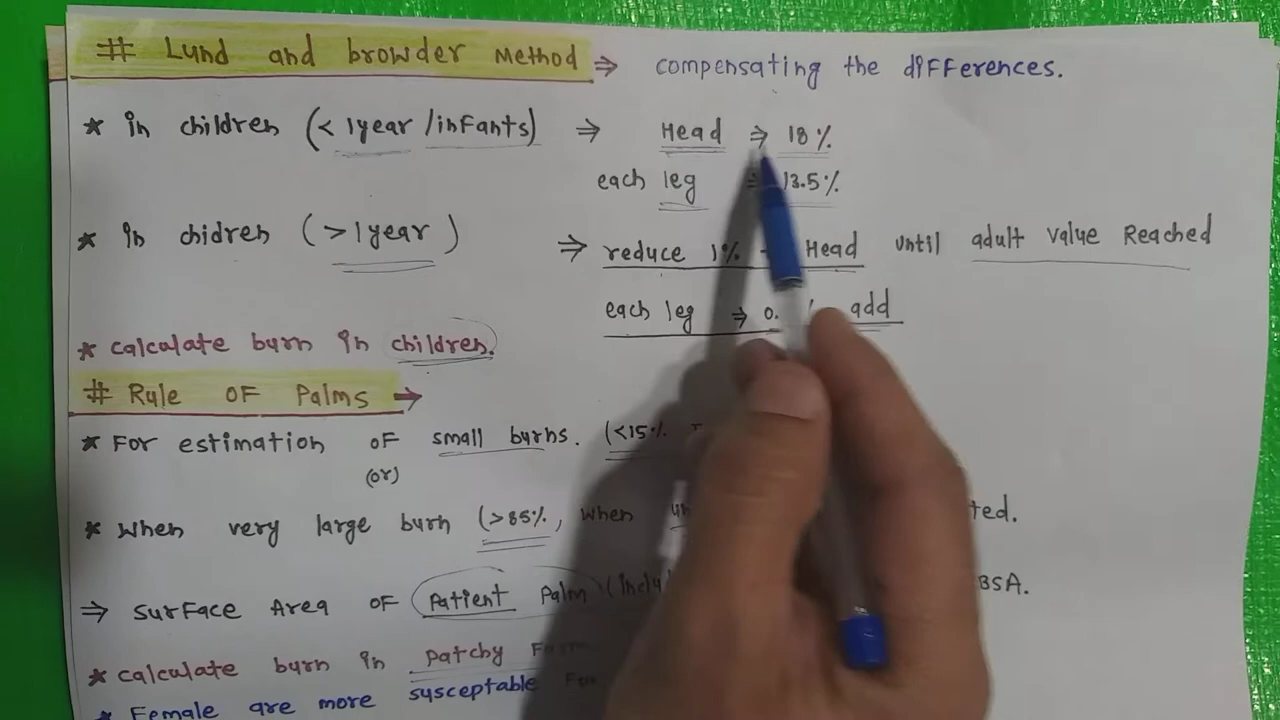 # Lund and browder Method ⇒ compensating the differences.
* in children (< 1year /infants) ⇒ Head ⇒ 18%
each leg 13.5%
* in chidren (>1year) ⇒ reduce 1% Head until adult value Reached
each leg ⇒ 0. add
* calculate burn in children.
# Rule OF Palms →
* For estimation OF small burns. (<15%
(or)
* When very large burn (>85%, when
⇒ surface Area OF Patient Palm BSA.
* calculate burn in Patchy
* Female are more susceptable